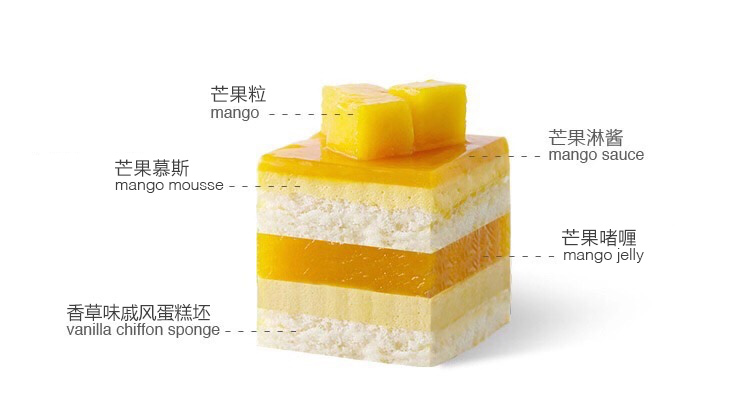 芒果粒
mango
芒果淋酱
mango sauce
芒果慕斯
mango mousse
芒果啫喱
mango jelly
香草味戚风蛋糕坯
vanilla chiffon sponge